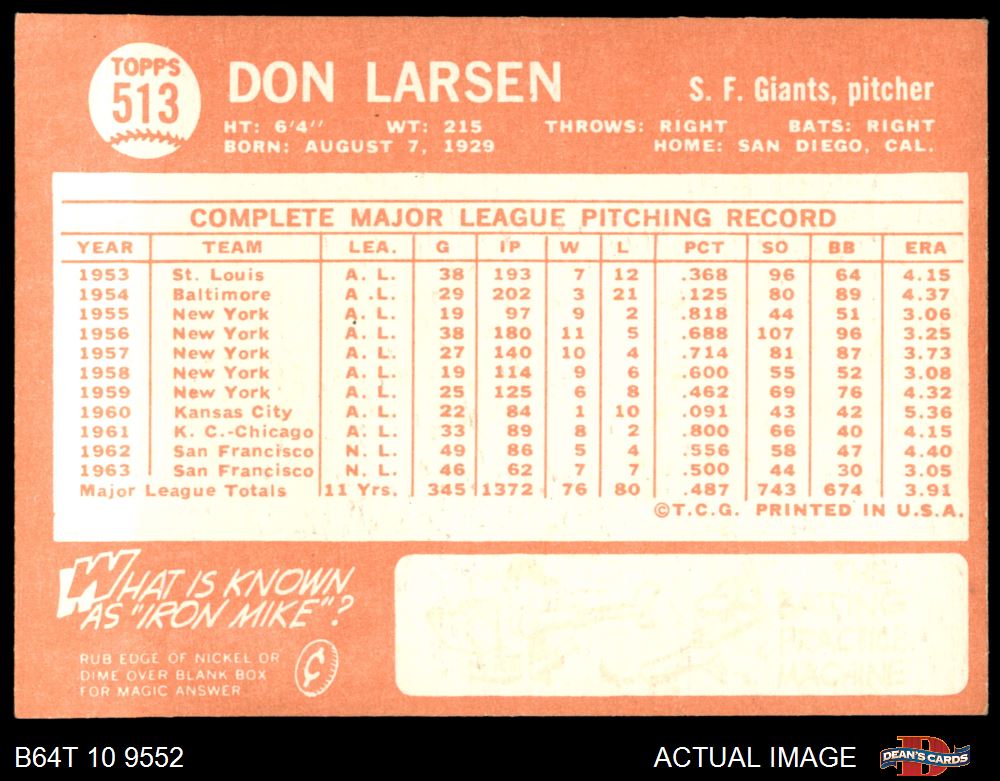 TOPPS
513
DON LARSEN
S. F. Giants, pitcher
HT: 6'4'' WT: 215 THROWS: RIGHT BATS: RIGHT
BORN: AUGUST 7, 1929 HOME: SAN DIEGO, CAL.
COMPLETE MAJOR LEAGUE PITCHING RECORD
YEAR TEAM LEA. G IP W L PCT SO BB ERA
1953 St. Louis A. L. 38 193 7 12 .368 96 64 4.15
1954 Baltimore A .L. 29 202 3 21 .125 80 89 4.37
1955 New York A. L. 19 97 9 2 .818 44 51 3.06
1956 New York A. L. 38 180 11 5 .688 107 96 3.25
1957 New York A. L. 27 140 10 4 .714 81 87 3.73
1958 New York A. L. 19 114 9 6 .600 55 52 3.08
1959 New York A. L. 25 125 6 8 .462 69 76 4.32
1960 Kansas City A. L. 22 84 1 10 .091 43 42 5.36
1961 K. C.-Chicago A. L. 33 89 8 2 .800 66 40 4.15
1962 San Francisco N. L. 49 86 5 4 .556 58 47 4.40
1963 San Francisco N. L. 46 62 7 7 .500 44 30 3.05
Major League Totals 11 Yrs. 345 1372 76 80 .487 743 674 3.91
©T.C.G. PRINTED IN U.S.A.
WHAT IS KNOWN
AS "IRON MIKE"?
RUB EDGE OF NICKEL OR
DIME OVER BLANK BOX
FOR MAGIC ANSWER
¢
THE
BATTING
PRACTICE
MACHINE
B64T 10 9552
ACTUAL IMAGE
DEAN'S CARDS